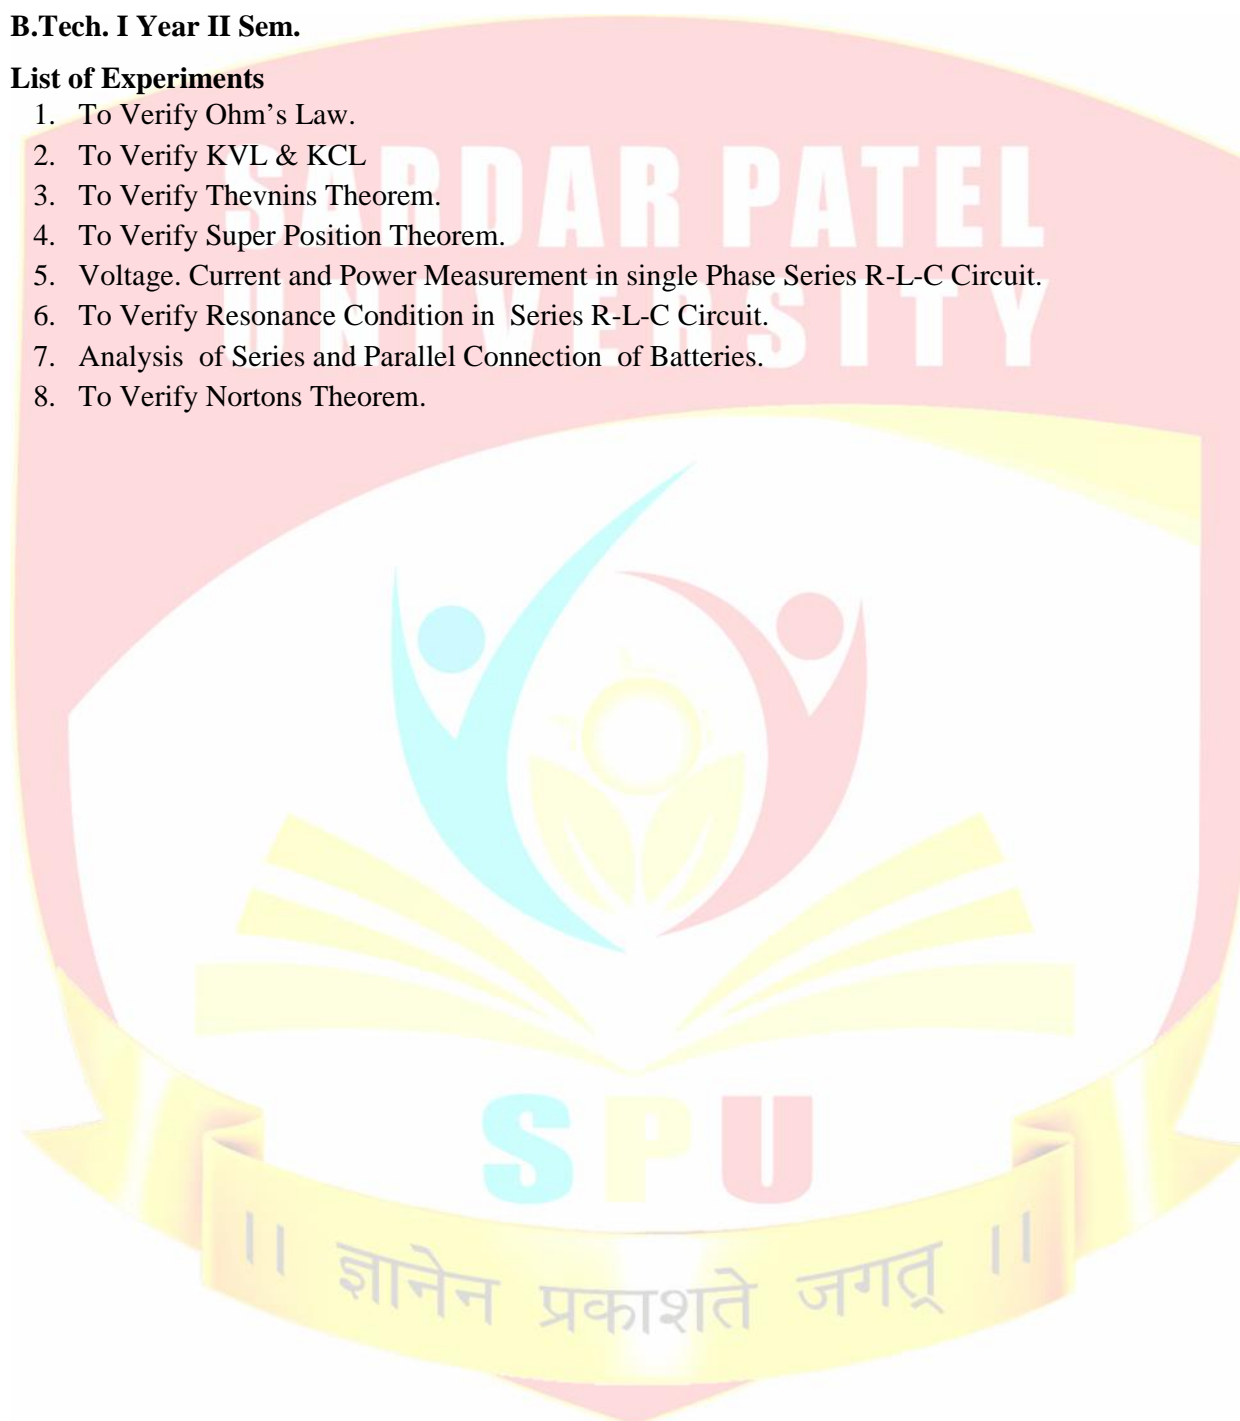 B.Tech. I Year II Sem.
List of Experiments
1. To Verify Ohm’s Law.
2. To Verify KVL & KCL
3. To Verify Thevnins Theorem.
4. To Verify Super Position Theorem.
5. Voltage. Current and Power Measurement in single Phase Series R-L-C Circuit.
6. To Verify Resonance Condition in Series R-L-C Circuit.
7. Analysis of Series and Parallel Connection of Batteries.
8. To Verify Nortons Theorem.
SARDAR PATEL
UNIVERSITY
SPU
।। ज्ञानेन प्रकाशते जगत् ।।